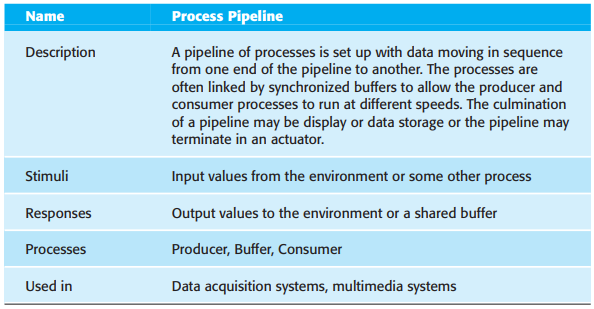 Name Process Pipeline
Description A pipeline of processes is set up with data moving in sequence
from one end of the pipeline to another. The processes are
often linked by synchronized buffers to allow the producer and
consumer processes to run at different speeds. The culmination
of a pipeline may be display or data storage or the pipeline may
terminate in an actuator.
Stimuli Input values from the environment or some other process
Responses Output values to the environment or a shared buffer
Processes Producer, Buffer, Consumer
Used in Data acquisition systems, multimedia systems